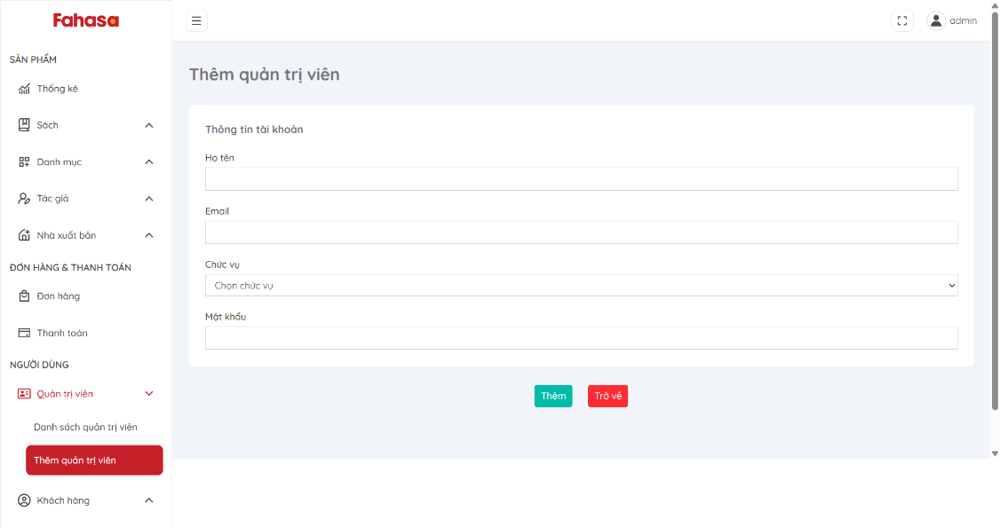 Fahasa
SẢN PHẨM
Thống kê
Sách
Danh mục
Tác giả
Nhà xuất bản
ĐƠN HÀNG & THANH TOÁN
Đơn hàng
Thanh toán
NGƯỜI DÙNG
Quản trị viên
Danh sách quản trị viên
Thêm quản trị viên
Khách hàng
admin
Thêm quản trị viên
Thông tin tài khoản
Họ tên
Email
Chức vụ
Chọn chức vụ
Mật khẩu
Thêm
Trở về